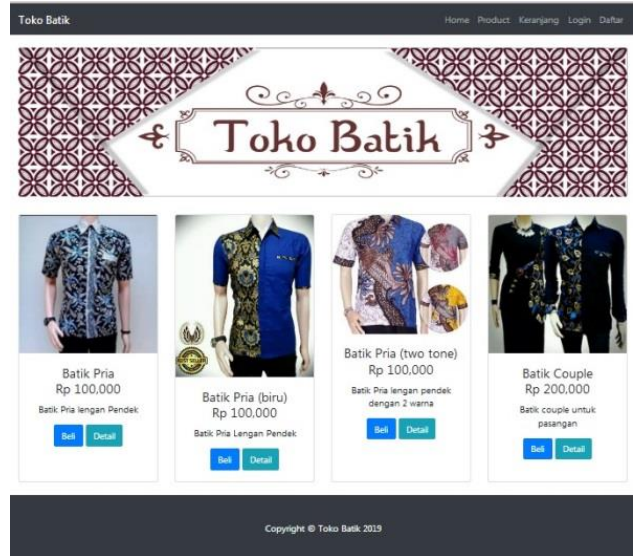 Toko Batik
Home Product Keranjang Login Daftar
Toko Batik
Batik Pria
Rp 100,000
Batik Pria lengan Pendek
Beli Detail
BEST SELLER
Batik Pria (biru)
Rp 100,000
Batik Pria Lengan Pendek
Beli Detail
Batik Pria (two tone)
Rp 100,000
Batik Pria lengan pendek
dengan 2 warna
Beli Detail
Batik Couple
Rp 200,000
Batik couple untuk
pasangan
Beli Detail
Copyright © Toko Batik 2019